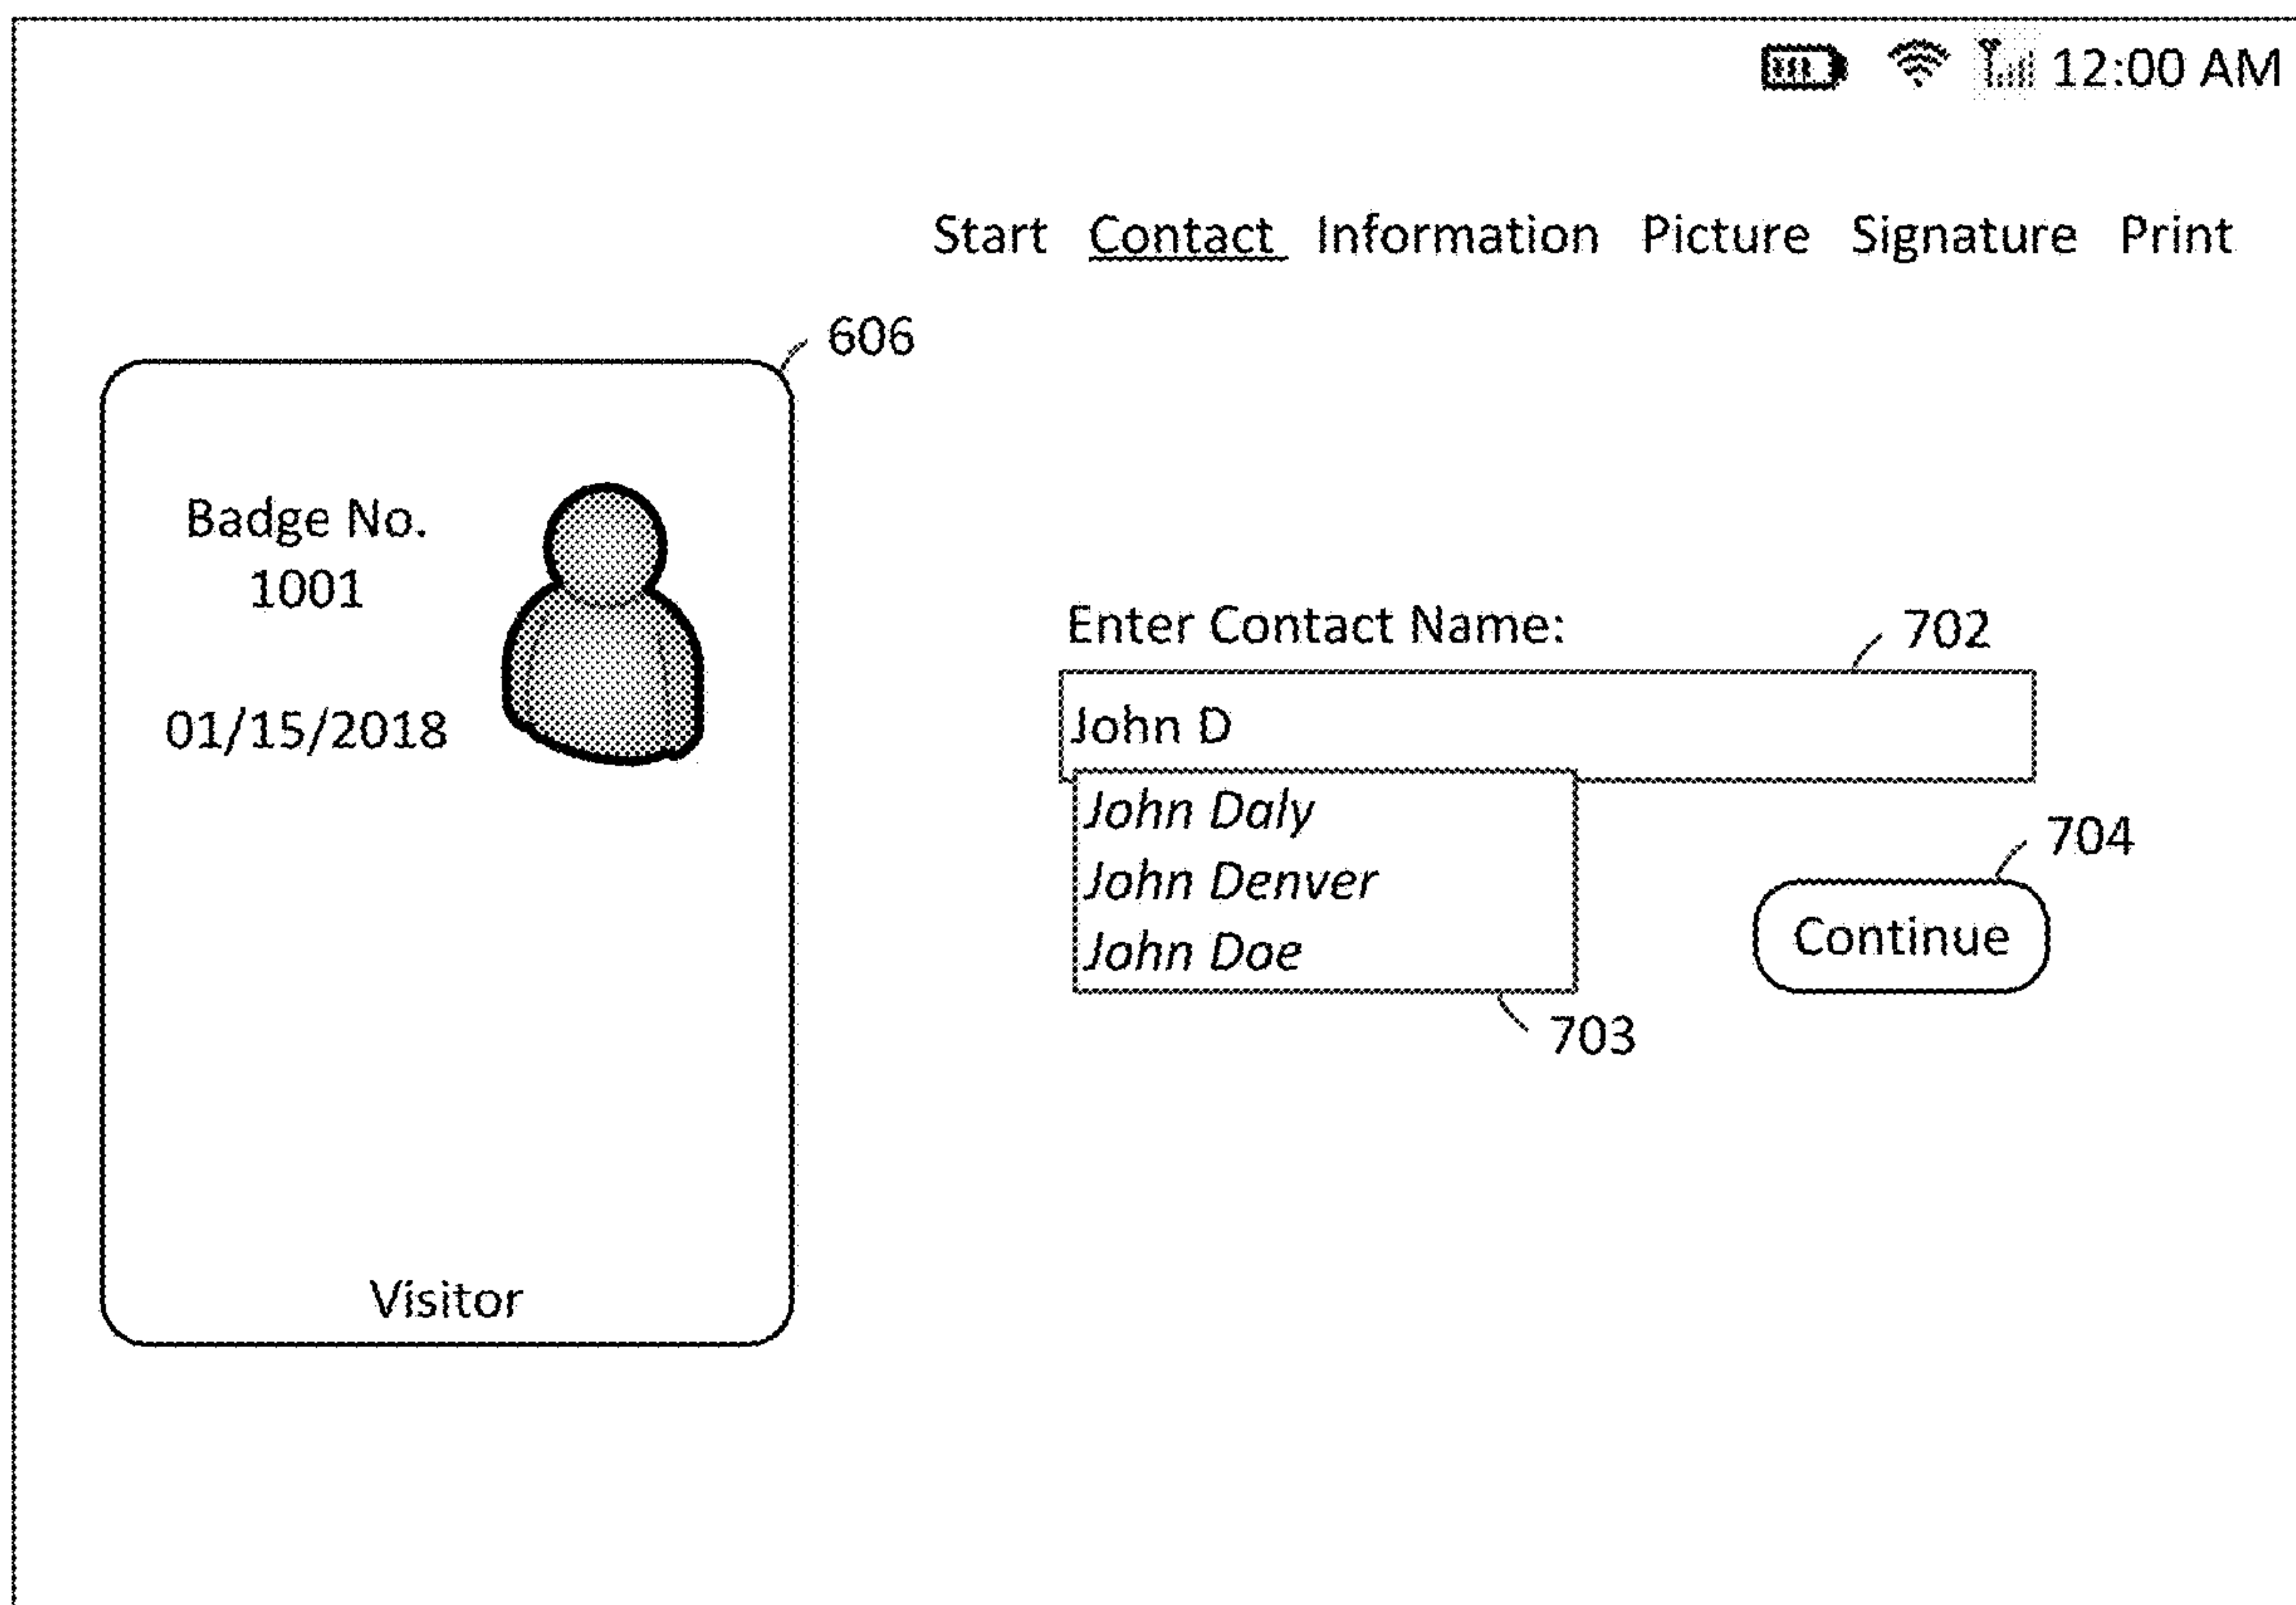 12:00 AM
Start Contact Information Picture Signature Print
606
Badge No.
1001
01/15/2018
Visitor
Enter Contact Name:
702
John D
John Daly
John Denver
John Doe
703
704
Continue